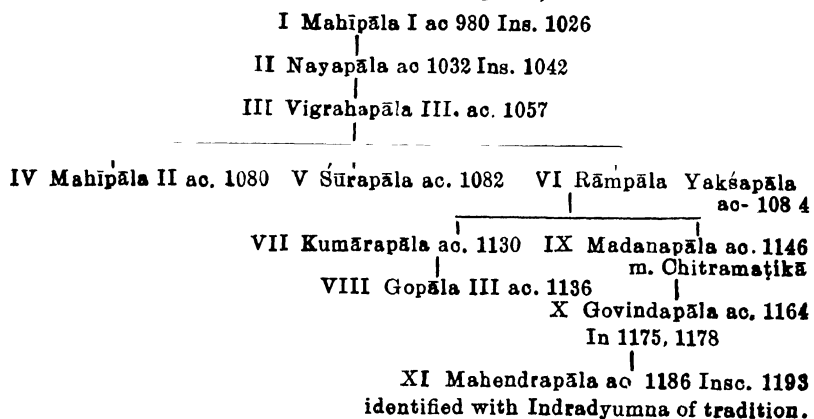 I Mahīpāla I ac 980 Ins. 1026
II Nayapāla ac 1032 Ins. 1042
III Vigrahapāla III. ac. 1057
IV Mahīpāla II ac. 1080 V Śūrapāla ac. 1082 VI Rāmpāla Yakśapāla
ac- 108 4
VII Kumārapāla ac. 1130 IX Madanapāla ac. 1146
m. Chitramaṭikā
VIII Gopāla III ac. 1136
X Govindapāla ac. 1164
In 1175, 1178
XI Mahendrapāla ac 1186 Insc. 1193
identified with Indradyumna of tradition.